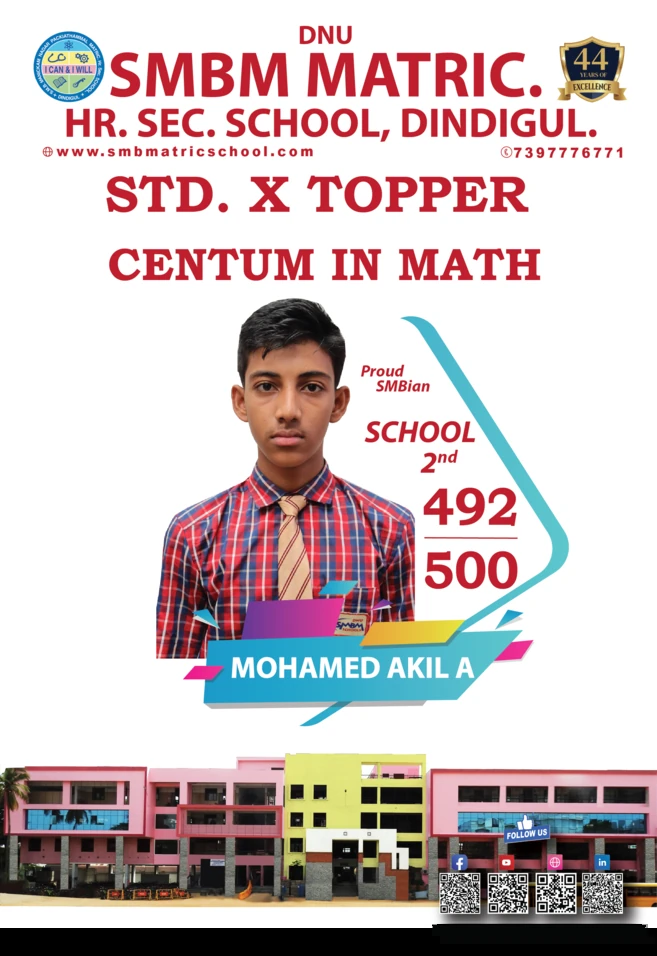 DNU
SMBM MATRIC.
HR. SEC. SCHOOL, DINDIGUL.
I CAN & I WILL
44
YEARS OF
EXCELLENCE
www.smbmatricschool.com
7397776771
STD. X TOPPER
CENTUM IN MATH
Proud
SMBian
SCHOOL
2nd
492
500
SMBM
MOHAMED AKIL A
FOLLOW US